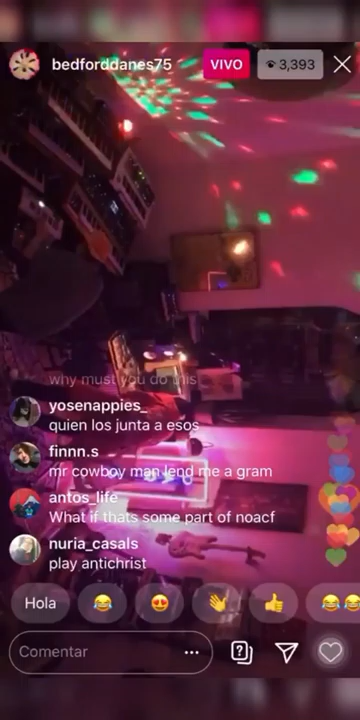 bedforddanes75
VIVO
3,393
why must you do this
yosenappies_
quien los junta a esos
finnn.s
mr cowboy man lend me a gram
antos_life
What if thats some part of noacf
nuria_casals
play antichrist
Hola
Comentar